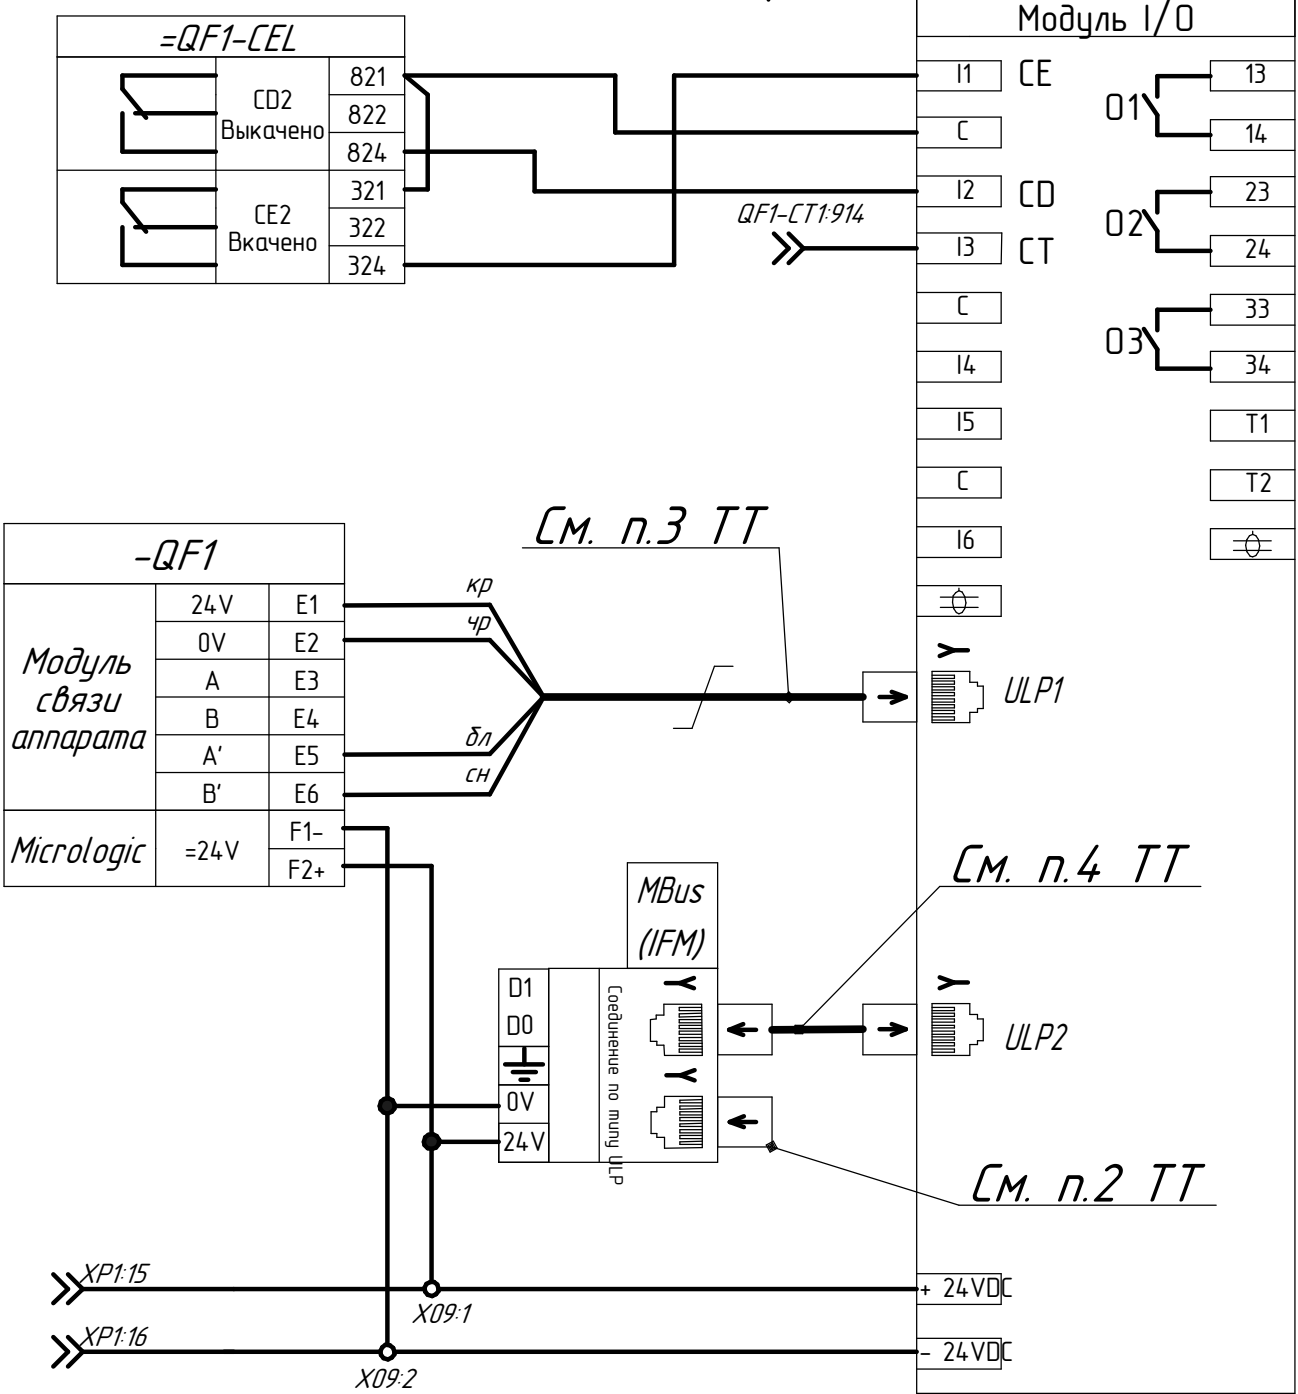 =QF1-CEL
CD2
Выкачено
821
822
824
CE2
Вкачено
321
322
324
Модуль I/O
I1
CE
C
I2
CD
QF1-CT1:914
I3
CT
C
I4
I5
C
I6
O1
13
14
O2
23
24
O3
33
34
T1
T2
См. п.3 ТТ
-QF1
Модуль
связи
аппарата
24V
E1
0V
E2
A
E3
B
E4
A'
E5
B'
E6
Micrologic
=24V
F1-
F2+
кр
чр
бл
сн
Y
ULP1
См. п.4 ТТ
MBus
(IFM)
D1
D0
0V
24V
Соединение по типу ULP
Y
Y
Y
ULP2
См. п.2 ТТ
XP1:15
X09:1
+ 24VDC
XP1:16
X09:2
- 24VDC